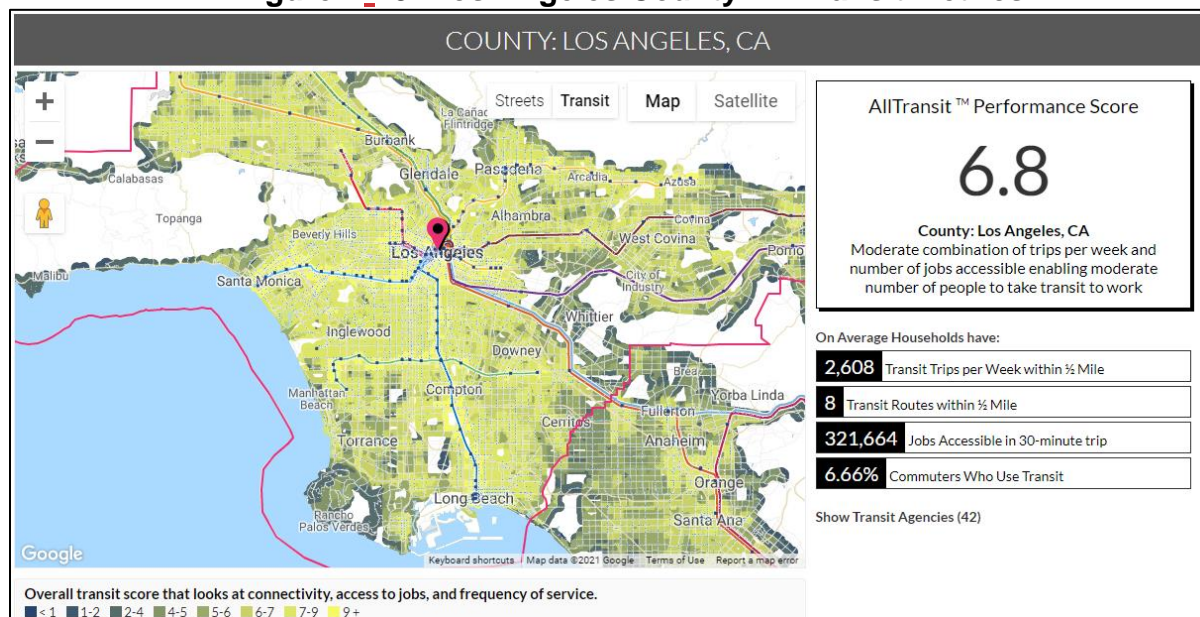 COUNTY: LOS ANGELES, CA
+
−
Streets
Transit
Map
Satellite
La Cañad
Flintridge
Burbank
Glendale
Pasadena
Arcadia
Azusa
Calabasas
Topanga
Alhambra
Covina
Beverly Hills
West Covina
Los Angeles
Pomo
Malibu
Santa Monica
City of
Industry
Whittier
Inglewood
Downey
Brea
Manhattan
Beach
Compton
Yorba Linda
Cerritos
Fullerton
Torrance
Anaheim
Long Beach
Orange
Rancho
Palos Verdes
Santa Ana
Google
Keyboard shortcuts
Map data ©2021 Google
Terms of Use
Report a map error
Overall transit score that looks at connectivity, access to jobs, and frequency of service.
< 1 1-2 2-4 4-5 5-6 6-7 7-9 9 +
AllTransit ™ Performance Score
6.8
County: Los Angeles, CA
Moderate combination of trips per week and
number of jobs accessible enabling moderate
number of people to take transit to work
On Average Households have:
2,608 Transit Trips per Week within ½ Mile
8 Transit Routes within ½ Mile
321,664 Jobs Accessible in 30-minute trip
6.66% Commuters Who Use Transit
Show Transit Agencies (42)